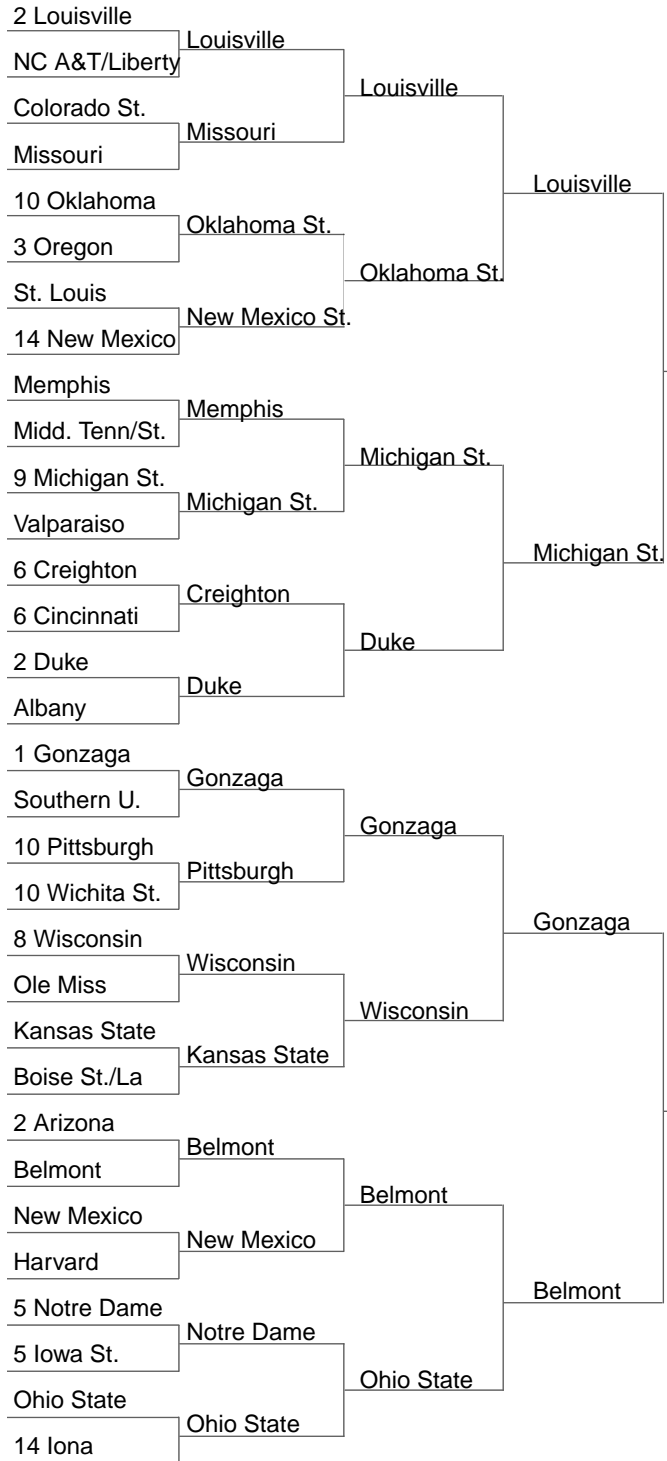 2 Louisville
NC A&T/Liberty
Colorado St.
Missouri
10 Oklahoma
3 Oregon
St. Louis
14 New Mexico
Memphis
Midd. Tenn/St.
9 Michigan St.
Valparaiso
6 Creighton
6 Cincinnati
2 Duke
Albany
1 Gonzaga
Southern U.
10 Pittsburgh
10 Wichita St.
8 Wisconsin
Ole Miss
Kansas State
Boise St./La
2 Arizona
Belmont
New Mexico
Harvard
5 Notre Dame
5 Iowa St.
Ohio State
14 Iona
Louisville
Missouri
Oklahoma St.
New Mexico St.
Memphis
Michigan St.
Creighton
Duke
Gonzaga
Pittsburgh
Wisconsin
Kansas State
Belmont
New Mexico
Notre Dame
Ohio State
Louisville
Oklahoma St.
Michigan St.
Duke
Gonzaga
Wisconsin
Belmont
Ohio State
Louisville
Michigan St.
Gonzaga
Belmont